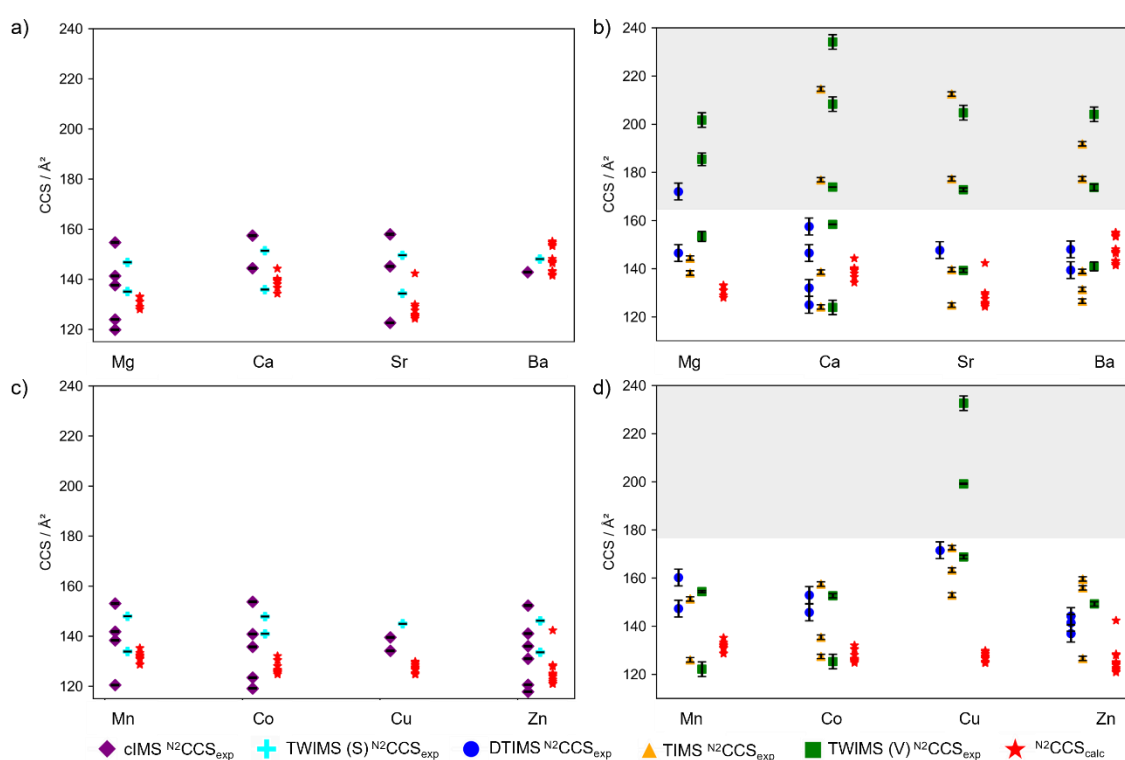 a)
240
220
200
180
160
140
120
CCS / Å²
Mg Ca Sr Ba
b)
240
220
200
180
160
140
120
CCS / Å²
Mg Ca Sr Ba
c)
240
220
200
180
160
140
120
CCS / Å²
Mn Co Cu Zn
d)
240
220
200
180
160
140
120
CCS / Å²
Mn Co Cu Zn
cIMS N2CCSexp TWIMS (S) N2CCSexp DTIMS N2CCSexp TIMS N2CCSexp TWIMS (V) N2CCSexp N2CCScalc